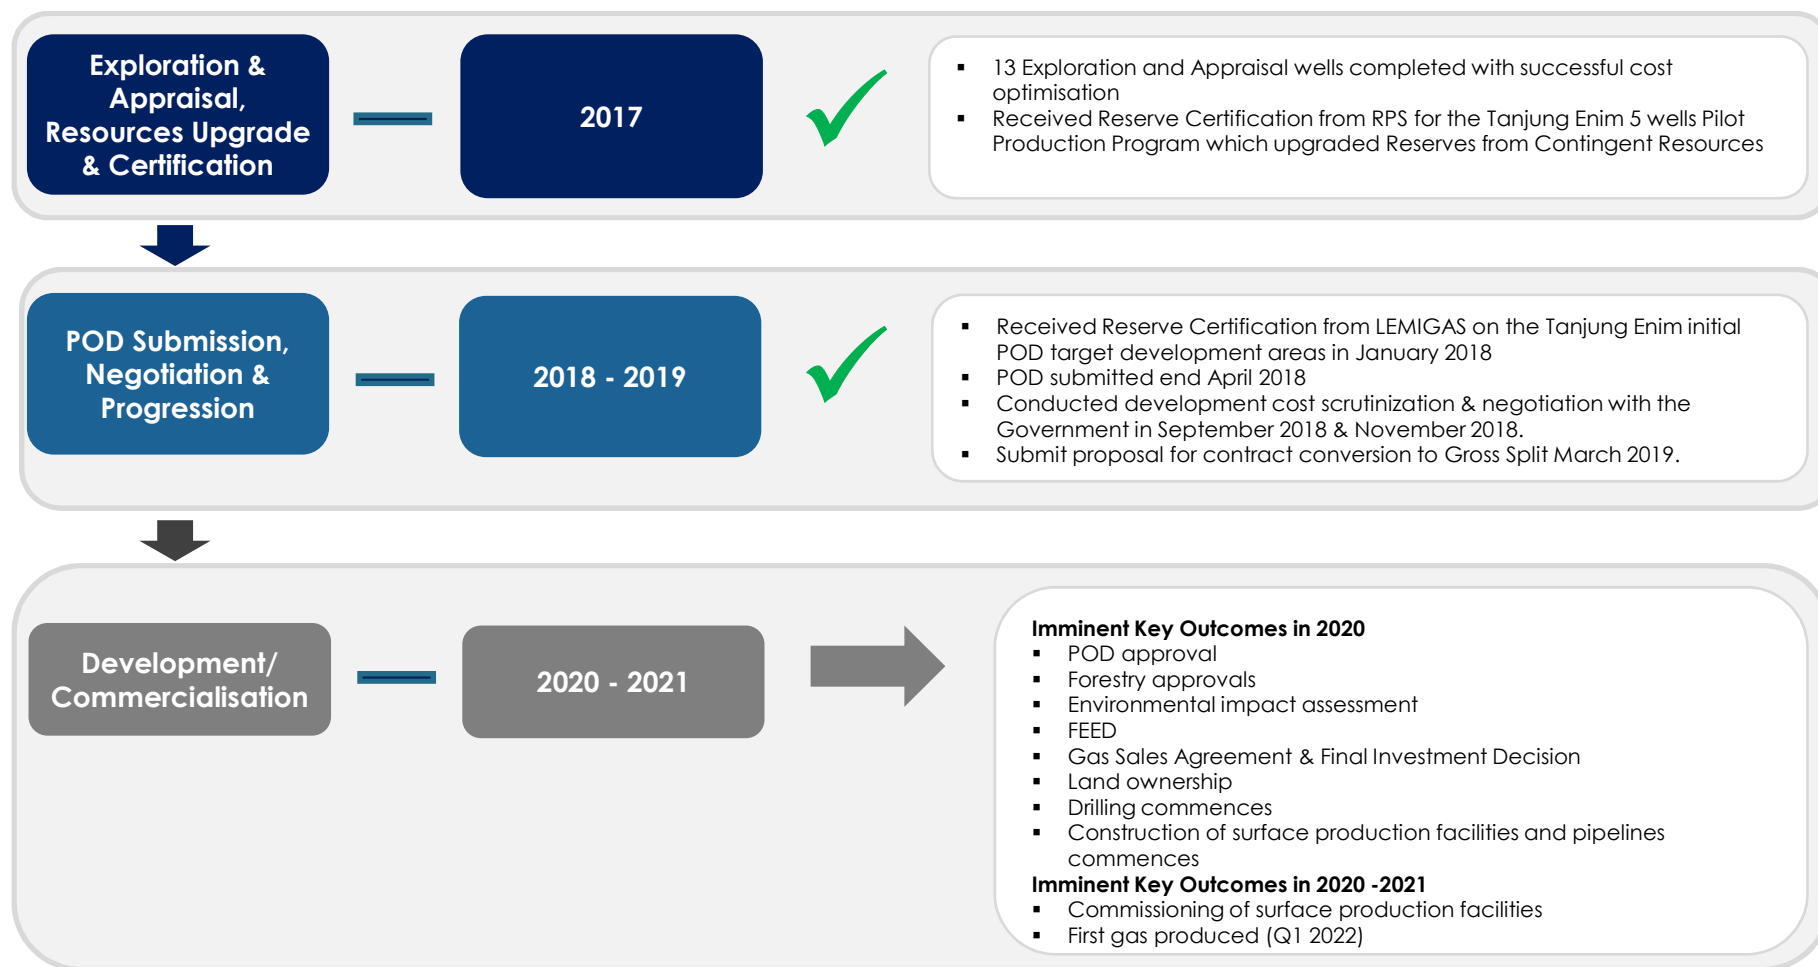 Exploration &
Appraisal,
Resources Upgrade
& Certification
2017
▪ 13 Exploration and Appraisal wells completed with successful cost
optimisation
▪ Received Reserve Certification from RPS for the Tanjung Enim 5 wells Pilot
Production Program which upgraded Reserves from Contingent Resources
POD Submission,
Negotiation &
Progression
2018 - 2019
▪ Received Reserve Certification from LEMIGAS on the Tanjung Enim initial
POD target development areas in January 2018
▪ POD submitted end April 2018
▪ Conducted development cost scrutinization & negotiation with the
Government in September 2018 & November 2018.
▪ Submit proposal for contract conversion to Gross Split March 2019.
Development/
Commercialisation
2020 - 2021
Imminent Key Outcomes in 2020
▪ POD approval
▪ Forestry approvals
▪ Environmental impact assessment
▪ FEED
▪ Gas Sales Agreement & Final Investment Decision
▪ Land ownership
▪ Drilling commences
▪ Construction of surface production facilities and pipelines
commences
Imminent Key Outcomes in 2020 -2021
▪ Commissioning of surface production facilities
▪ First gas produced (Q1 2022)